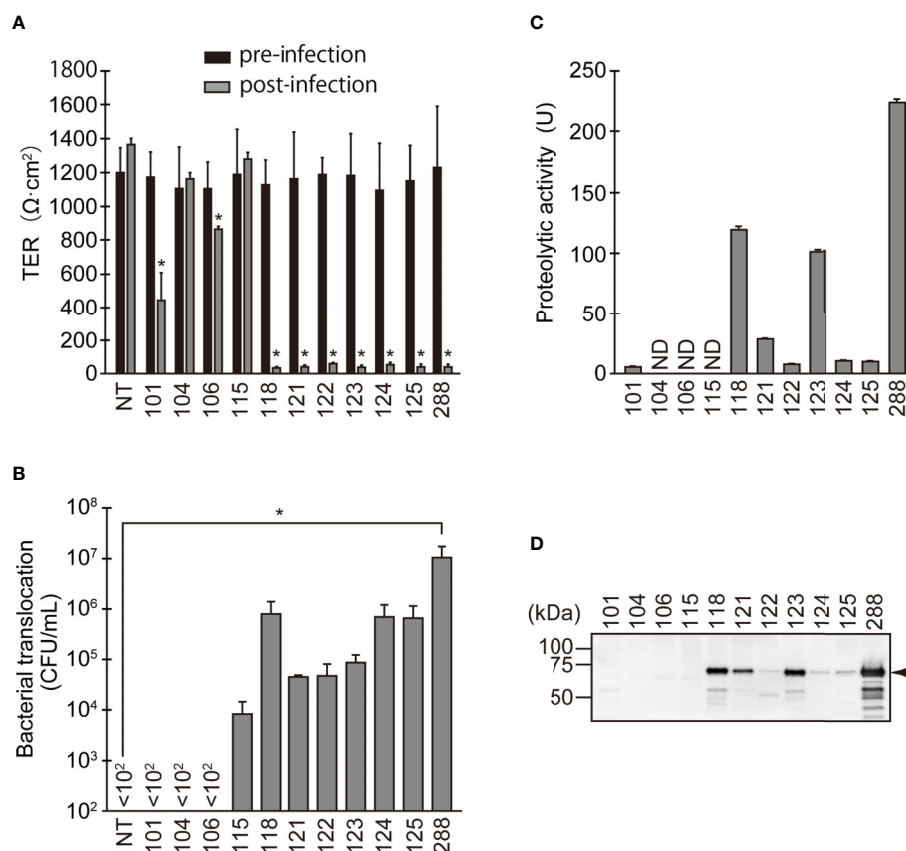 A
pre-infection
post-infection
1800
1600
1400
1200
1000
800
600
400
200
0
TER (Ω·cm²)
* * * * * * * * *
NT 101 104 106 115 118 121 122 123 124 125 288
B
10⁸
10⁷
10⁶
10⁵
10⁴
10³
10²
Bacterial translocation
(CFU/mL)
*
<10² <10² <10² <10²
NT 101 104 106 115 118 121 122 123 124 125 288
C
250
200
150
100
50
0
Proteolytic activity (U)
ND ND ND
101 104 106 115 118 121 122 123 124 125 288
D
(kDa) 101 104 106 115 118 121 122 123 124 125 288
100
75
50